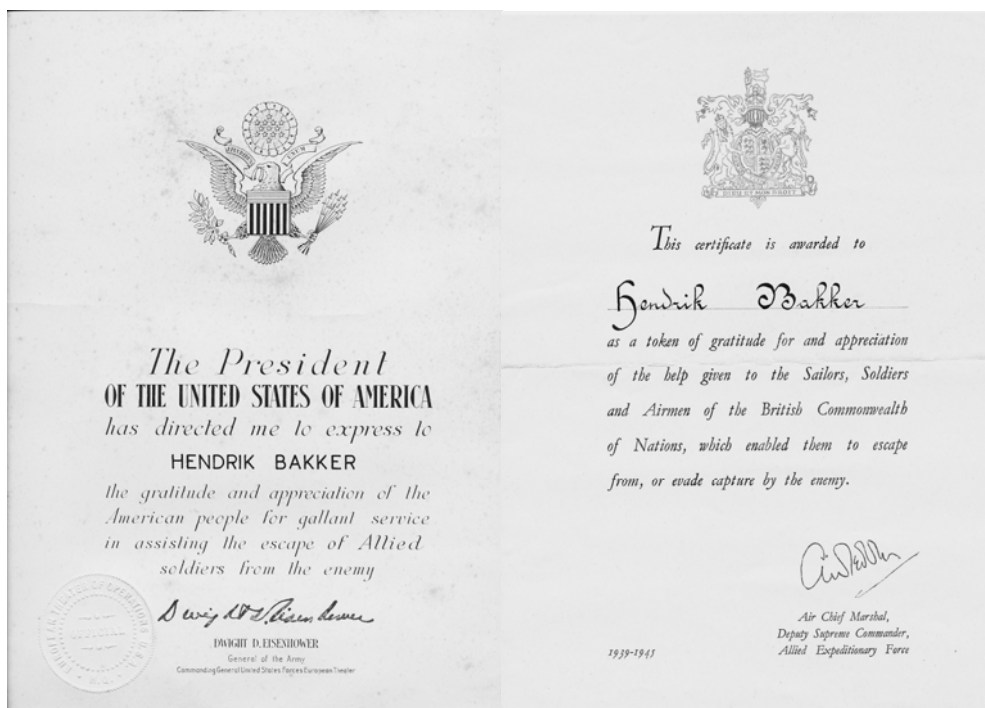 The President
OF THE UNITED STATES OF AMERICA
has directed me to express to
HENDRIK BAKKER
the gratitude and appreciation of the
American people for gallant service
in assisting the escape of Allied
soldiers from the enemy
Dwight D. Eisenhower
DWIGHT D. EISENHOWER
General of the Army
Commanding General United States Forces European Theater
This certificate is awarded to
Hendrik Bakker
as a token of gratitude for and appreciation
of the help given to the Sailors, Soldiers
and Airmen of the British Commonwealth
of Nations, which enabled them to escape
from, or evade capture by the enemy.
Air Chief Marshal,
Deputy Supreme Commander,
Allied Expeditionary Force
1939-1945